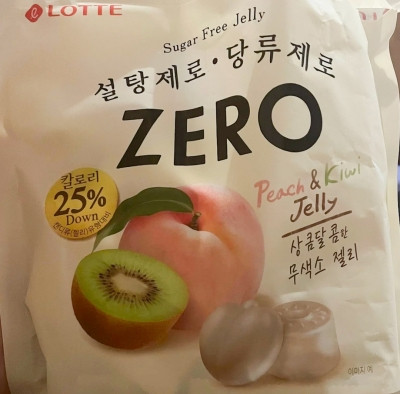 LOTTE
Sugar Free Jelly
설탕제로·당류제로
ZERO
칼로리
25%
Down
Peach & Kiwi
Jelly
상큼달콤한
무색소 젤리